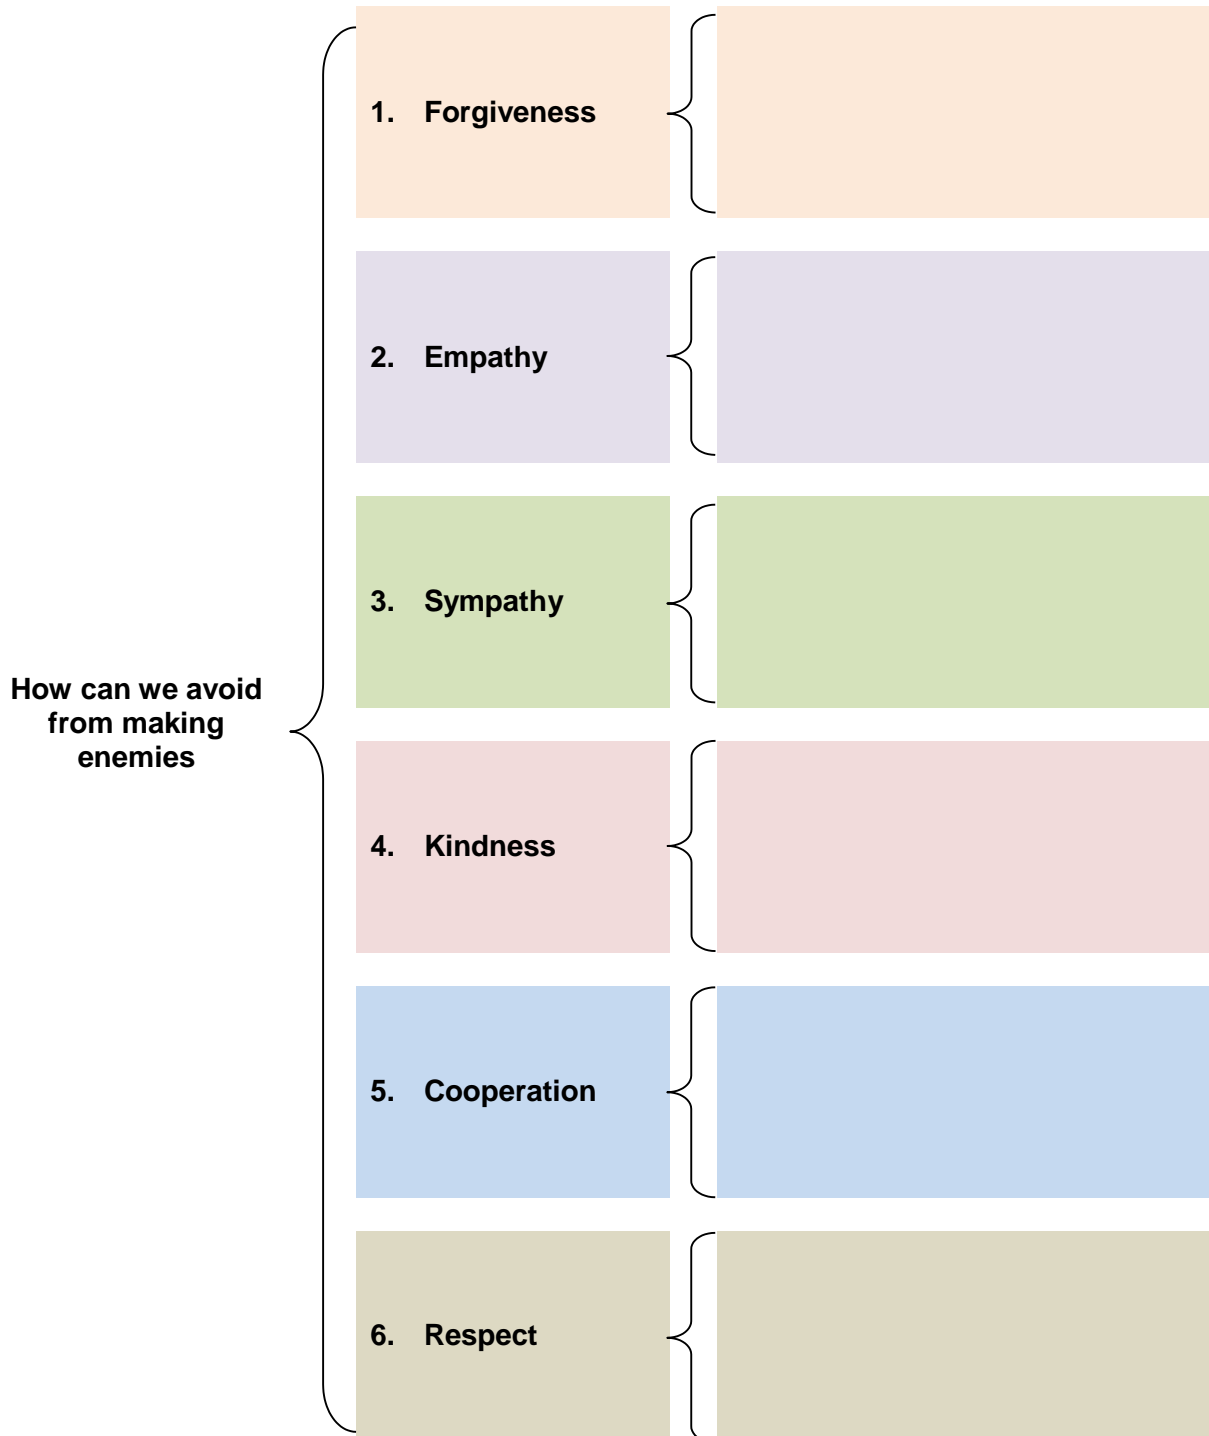 1. Forgiveness
2. Empathy
3. Sympathy
How can we avoid
from making
enemies
4. Kindness
5. Cooperation
6. Respect